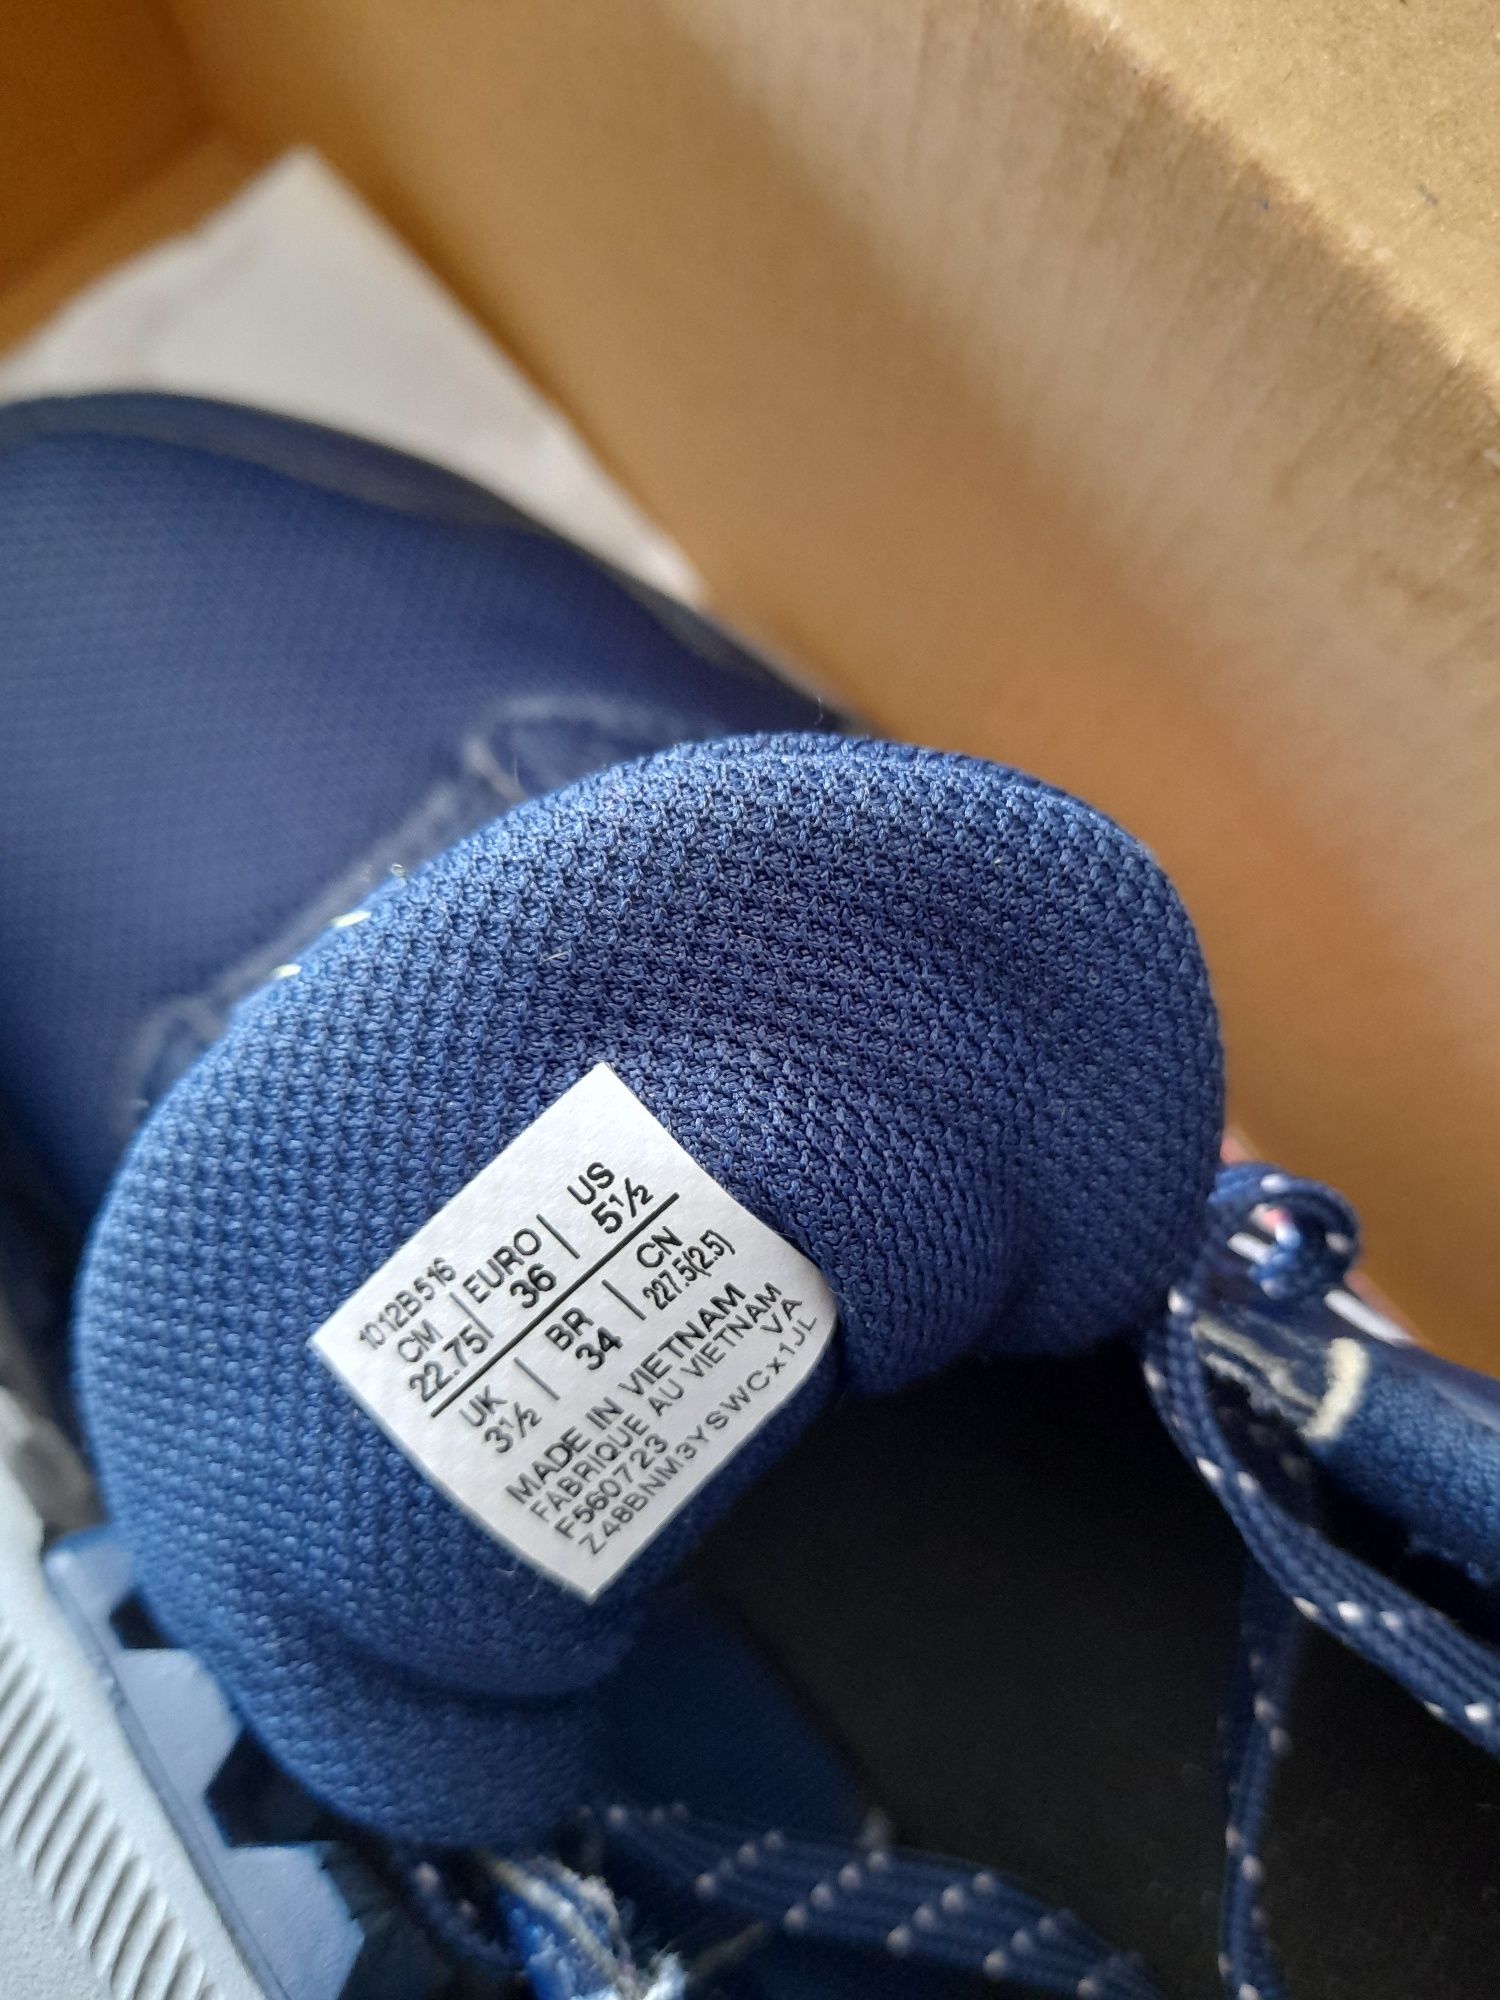 1012B516
CM | EURO | US
22.75 | 36 | 5½
UK | BR | CN
3½ | 34 | 227.5(2.5)
MADE IN VIETNAM
FABRIQUE AU VIETNAM
F560723 VA
Z48BNM3YSWCx1JL